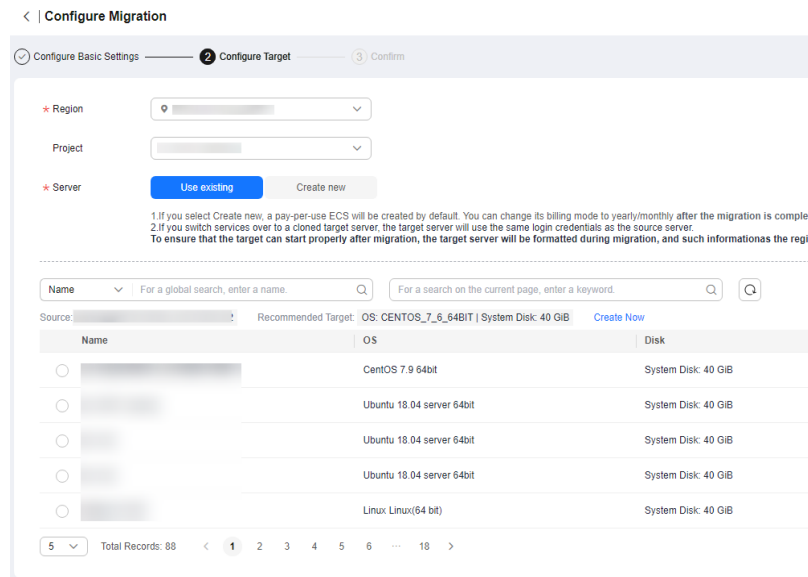 Configure Migration
Configure Basic Settings 2 Configure Target 3 Confirm
* Region
Project
* Server Use existing Create new
1.If you select Create new, a pay-per-use ECS will be created by default. You can change its billing mode to yearly/monthly after the migration is comple
2.If you switch services over to a cloned target server, the target server will use the same login credentials as the source server.
To ensure that the target can start properly after migration, the target server will be formatted during migration, and such informationas the regi
Name For a global search, enter a name. For a search on the current page, enter a keyword.
Source: Recommended Target: OS: CENTOS_7_6_64BIT | System Disk: 40 GiB Create Now
Name OS Disk
CentOS 7.9 64bit System Disk: 40 GiB
Ubuntu 18.04 server 64bit System Disk: 40 GiB
Ubuntu 18.04 server 64bit System Disk: 40 GiB
Ubuntu 18.04 server 64bit System Disk: 40 GiB
Linux Linux(64 bit) System Disk: 40 GiB
5 Total Records: 88 < 1 2 3 4 5 6 ... 18 >